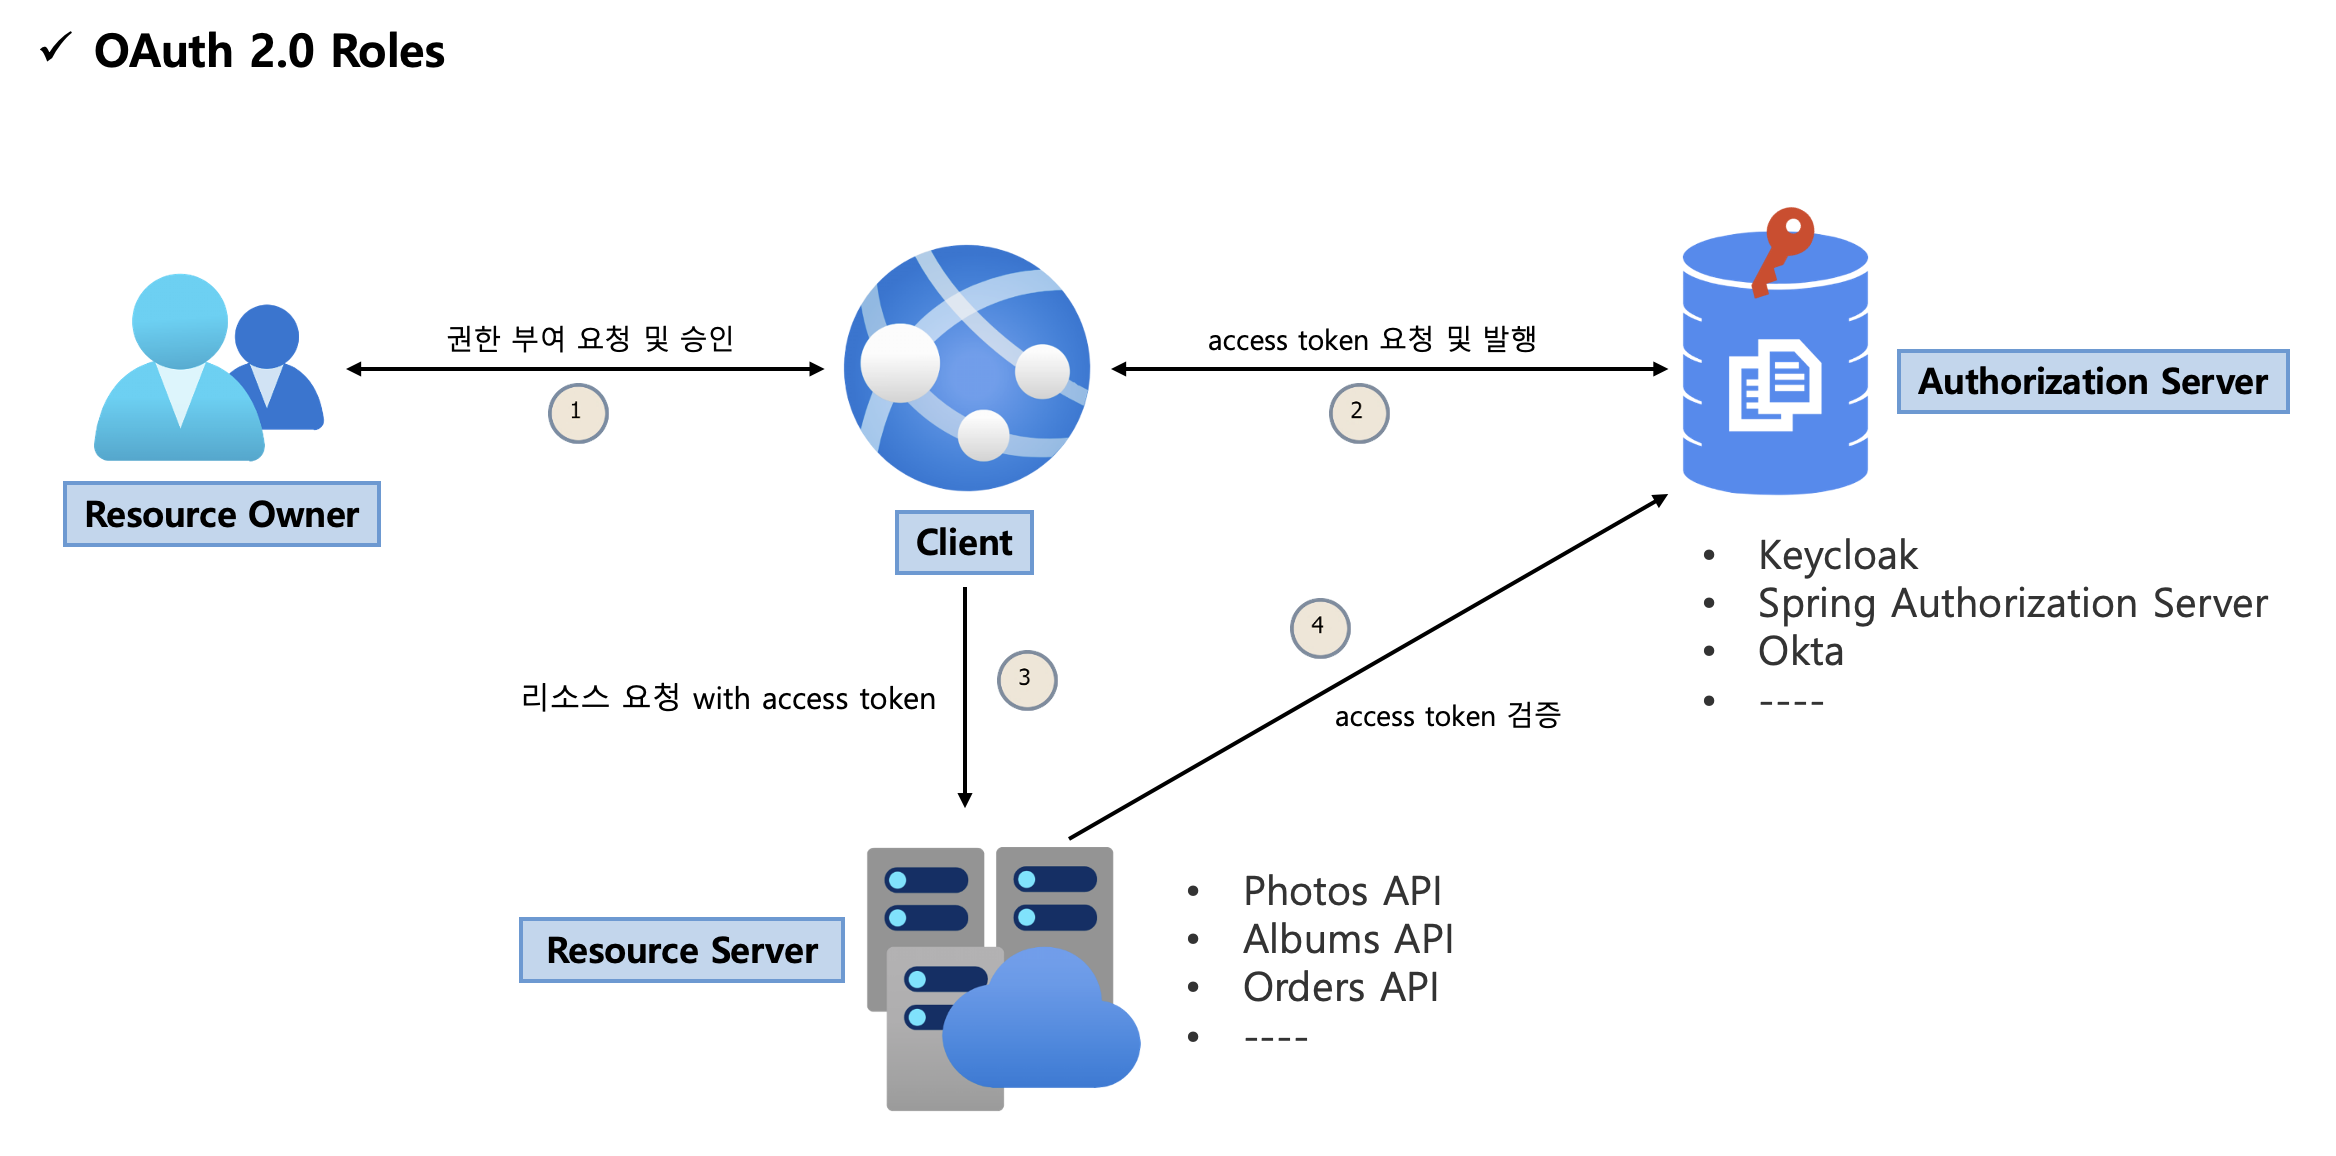 ✓ OAuth 2.0 Roles
권한 부여 요청 및 승인
1
access token 요청 및 발행
2
Resource Owner
Client
Authorization Server
• Keycloak
• Spring Authorization Server
• Okta
• ----
리소스 요청 with access token
3
4
access token 검증
Resource Server
• Photos API
• Albums API
• Orders API
• ----